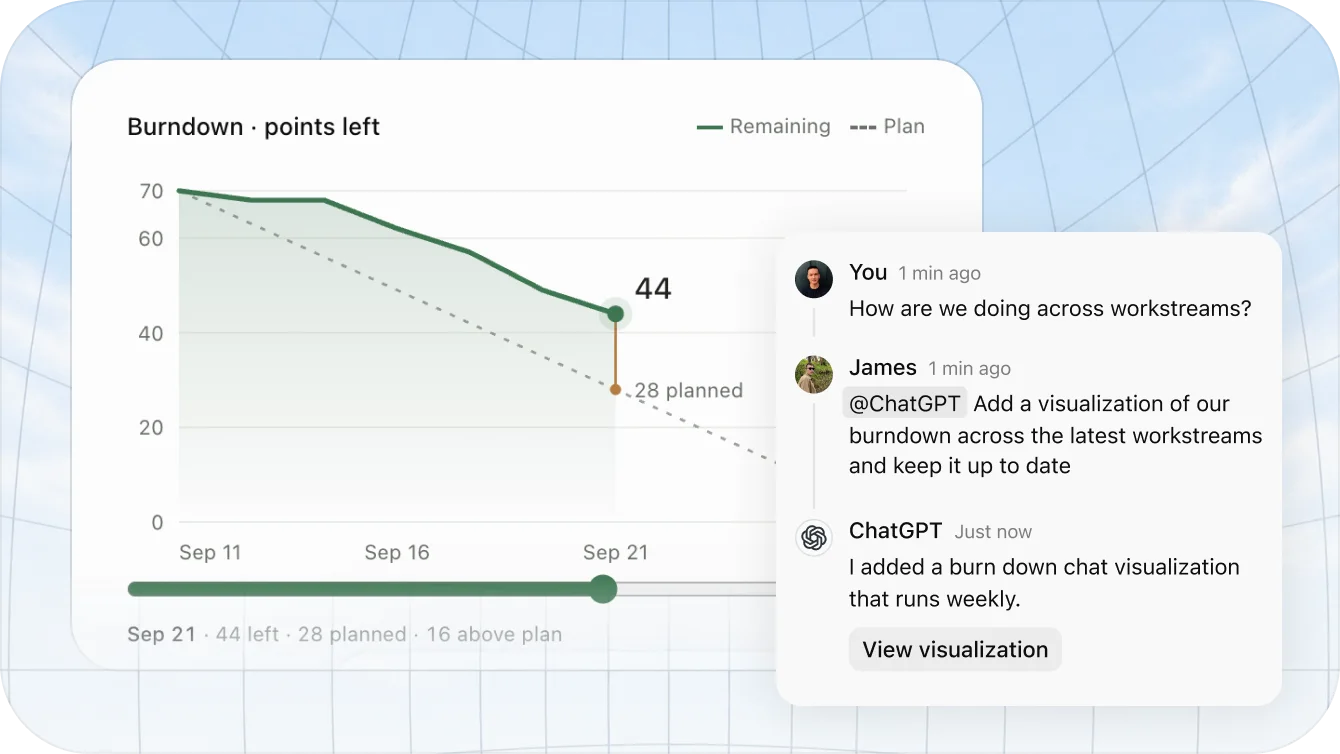 Burndown · points left
Remaining
Plan
70
60
40
20
0
44
28 planned
Sep 11
Sep 16
Sep 21
Sep 21 · 44 left · 28 planned · 16 above plan
You 1 min ago
How are we doing across workstreams?
James 1 min ago
@ChatGPT Add a visualization of our
burndown across the latest workstreams
and keep it up to date
ChatGPT Just now
I added a burn down chat visualization
that runs weekly.
View visualization